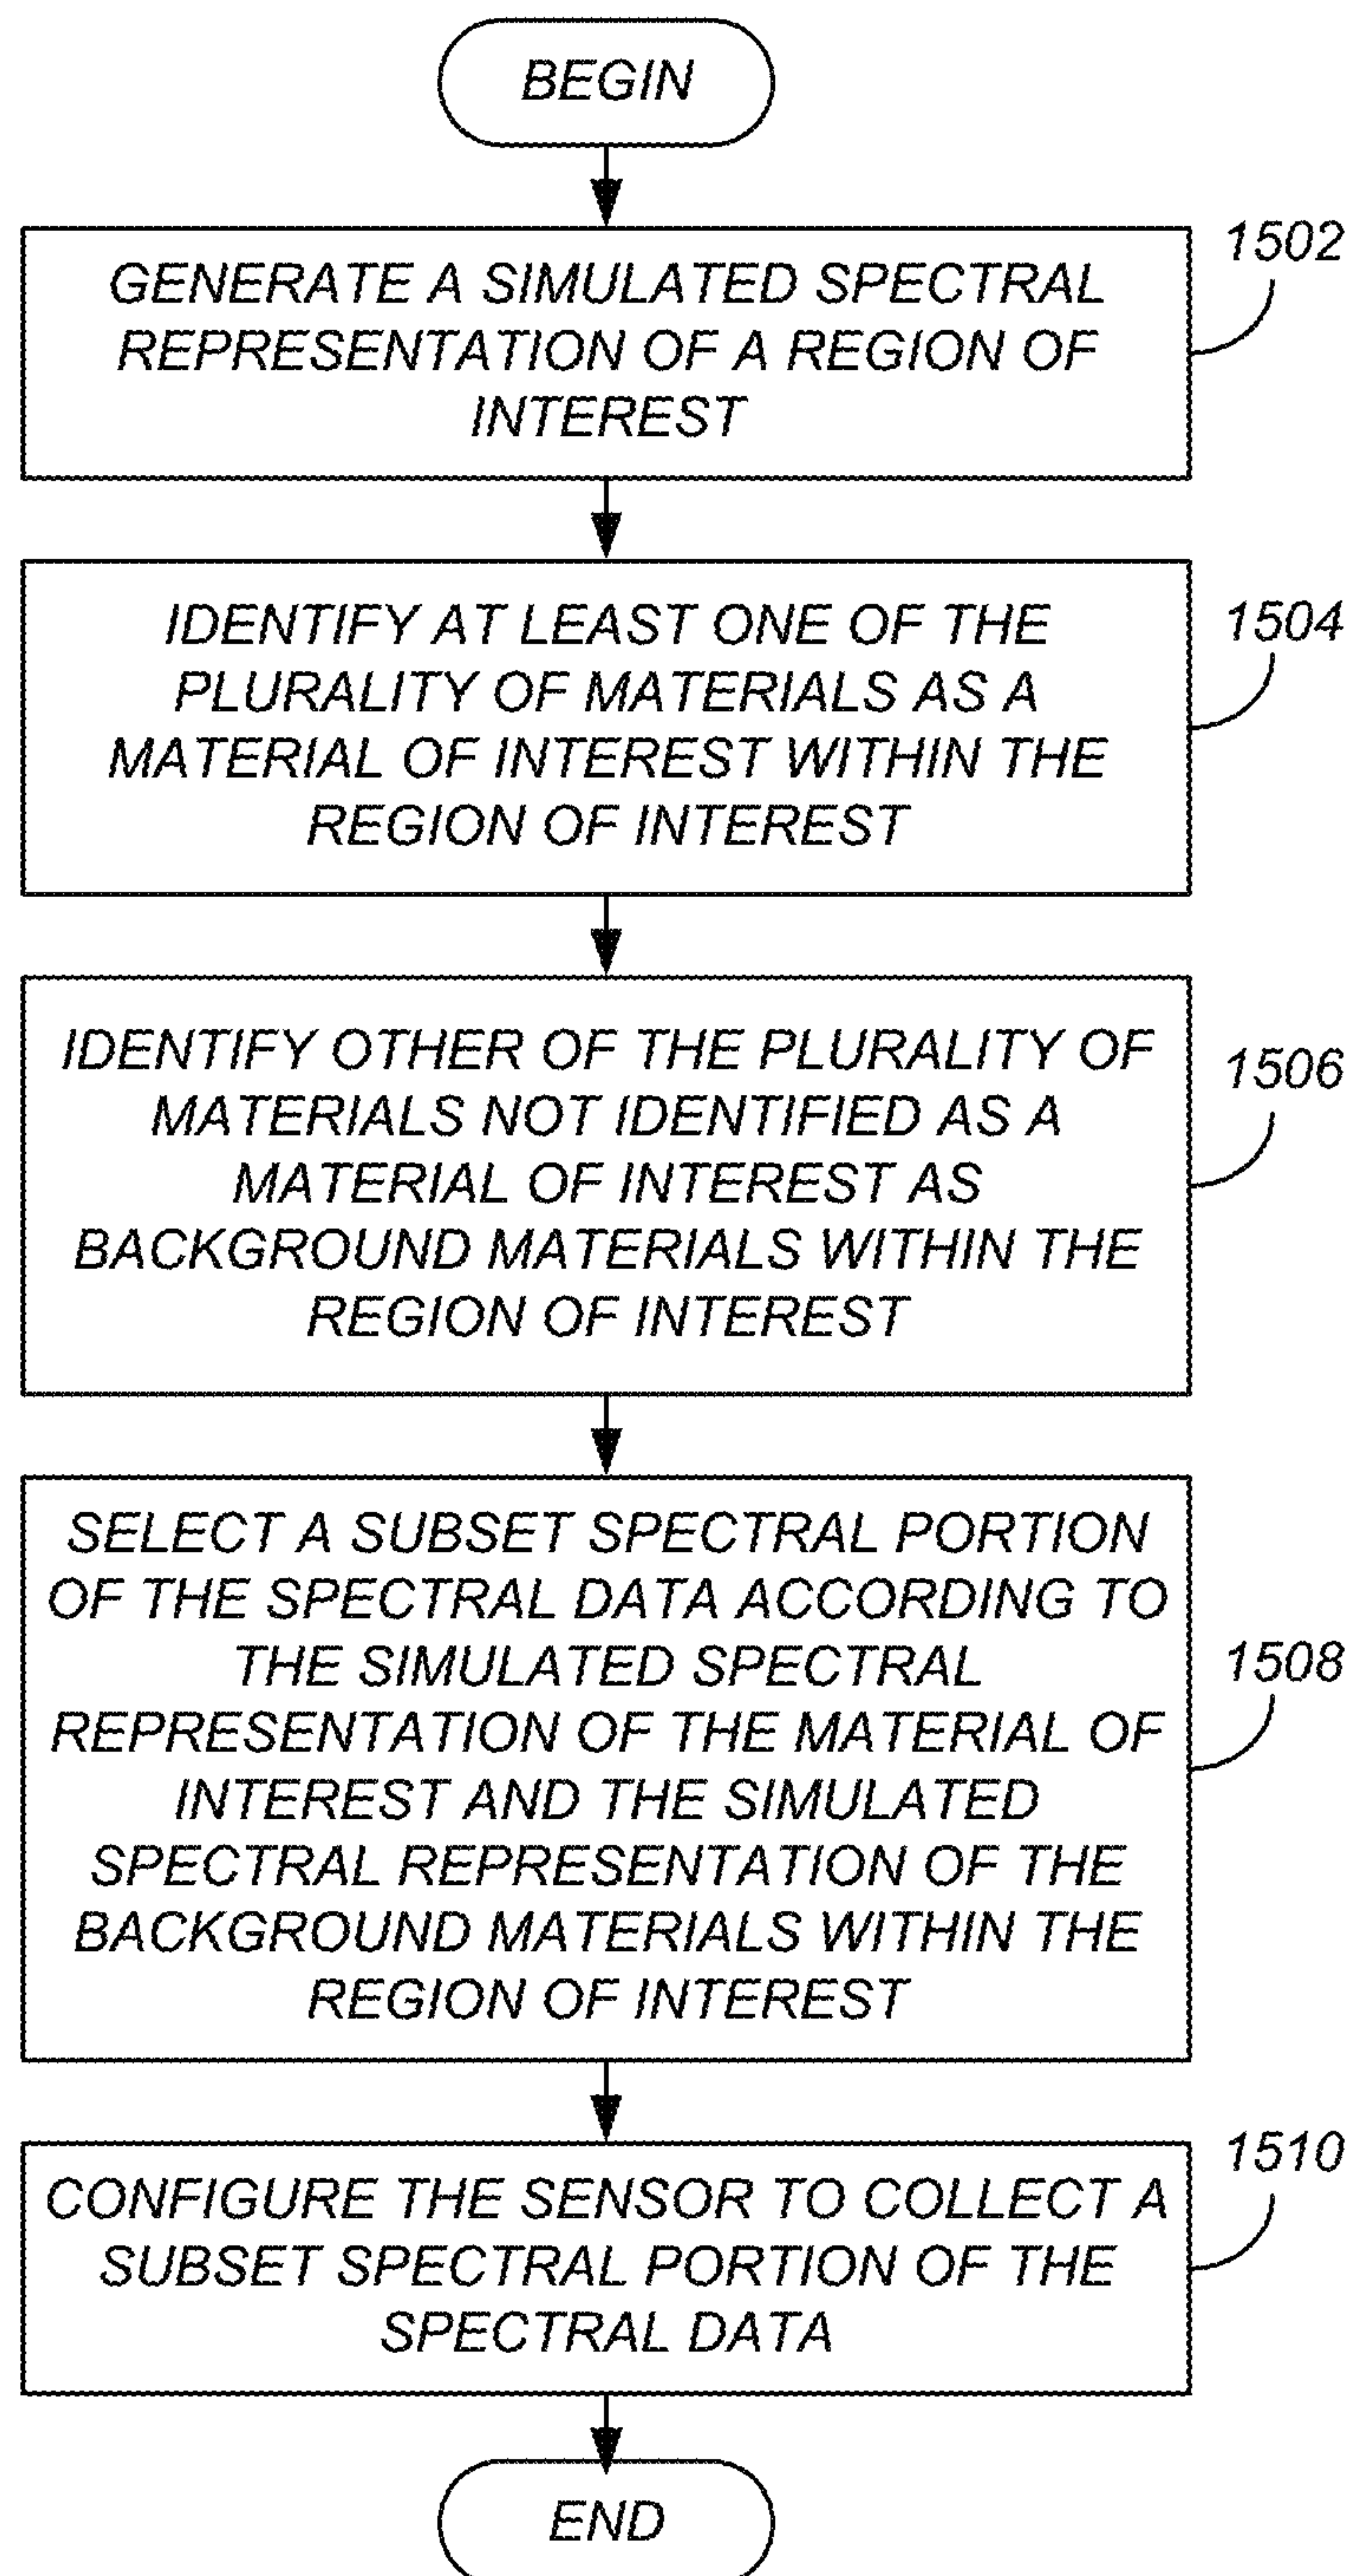 BEGIN
1502
GENERATE A SIMULATED SPECTRAL
REPRESENTATION OF A REGION OF
INTEREST
1504
IDENTIFY AT LEAST ONE OF THE
PLURALITY OF MATERIALS AS A
MATERIAL OF INTEREST WITHIN THE
REGION OF INTEREST
1506
IDENTIFY OTHER OF THE PLURALITY OF
MATERIALS NOT IDENTIFIED AS A
MATERIAL OF INTEREST AS
BACKGROUND MATERIALS WITHIN THE
REGION OF INTEREST
1508
SELECT A SUBSET SPECTRAL PORTION
OF THE SPECTRAL DATA ACCORDING TO
THE SIMULATED SPECTRAL
REPRESENTATION OF THE MATERIAL OF
INTEREST AND THE SIMULATED
SPECTRAL REPRESENTATION OF THE
BACKGROUND MATERIALS WITHIN THE
REGION OF INTEREST
1510
CONFIGURE THE SENSOR TO COLLECT A
SUBSET SPECTRAL PORTION OF THE
SPECTRAL DATA
END